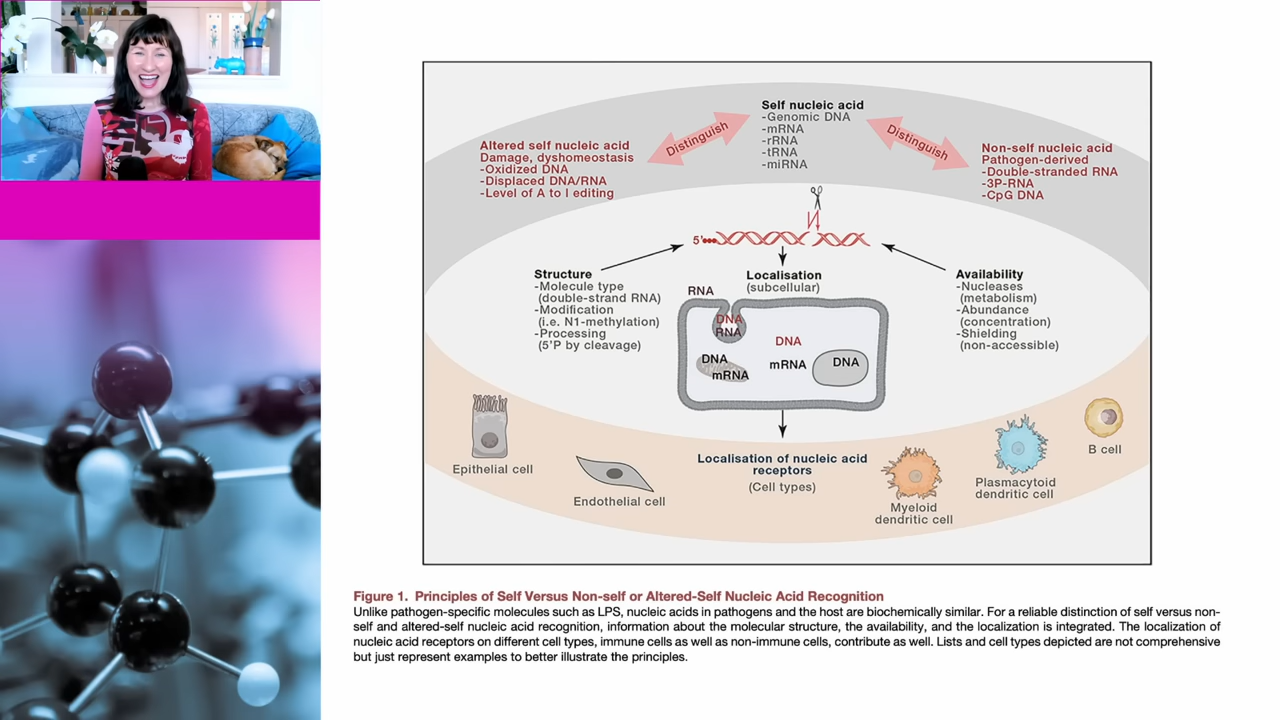 Self nucleic acid
-Genomic DNA
-mRNA
-rRNA
-tRNA
-miRNA
Distinguish
Distinguish
Altered self nucleic acid
Damage, dyshomeostasis
-Oxidized DNA
-Displaced DNA/RNA
-Level of A to I editing
Non-self nucleic acid
Pathogen-derived
-Double-stranded RNA
-3P-RNA
-CpG DNA
5'
Structure
-Molecule type
(double-strand RNA)
-Modification
(i.e. N1-methylation)
-Processing
(5'P by cleavage)
Localisation
(subcellular)
Availability
-Nucleases
(metabolism)
-Abundance
(concentration)
-Shielding
(non-accessible)
RNA
DNA
RNA
DNA
DNA
mRNA
mRNA
DNA
Epithelial cell
Endothelial cell
Localisation of nucleic acid
receptors
(Cell types)
Myeloid
dendritic cell
Plasmacytoid
dendritic cell
B cell
Figure 1. Principles of Self Versus Non-self or Altered-Self Nucleic Acid Recognition
Unlike pathogen-specific molecules such as LPS, nucleic acids in pathogens and the host are biochemically similar. For a reliable distinction of self versus non-
self and altered-self nucleic acid recognition, information about the molecular structure, the availability, and the localization is integrated. The localization of
nucleic acid receptors on different cell types, immune cells as well as non-immune cells, contribute as well. Lists and cell types depicted are not comprehensive
but just represent examples to better illustrate the principles.